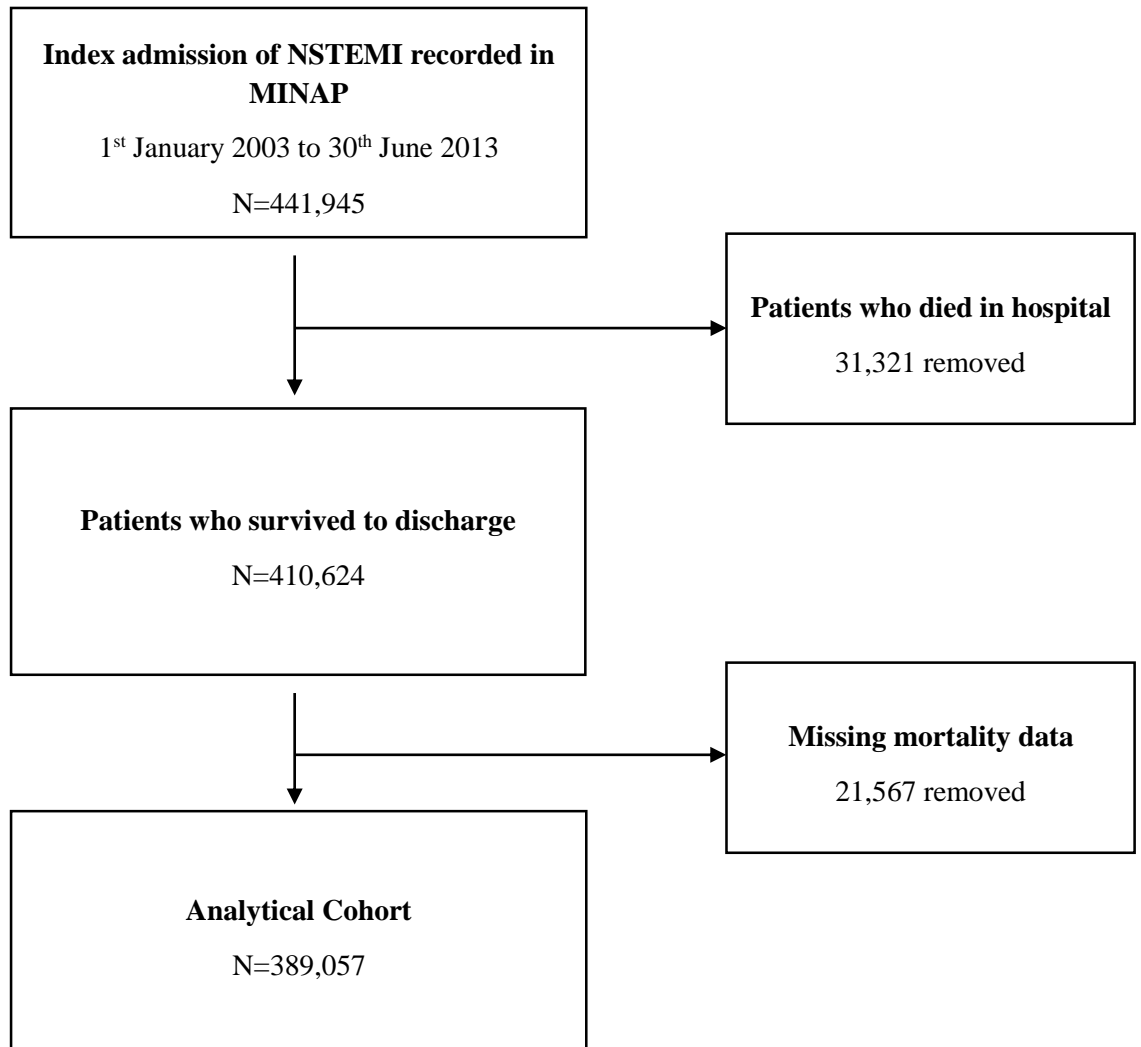 Index admission of NSTEMI recorded in
MINAP
1st January 2003 to 30th June 2013
N=441,945
Patients who died in hospital
31,321 removed
Patients who survived to discharge
N=410,624
Missing mortality data
21,567 removed
Analytical Cohort
N=389,057